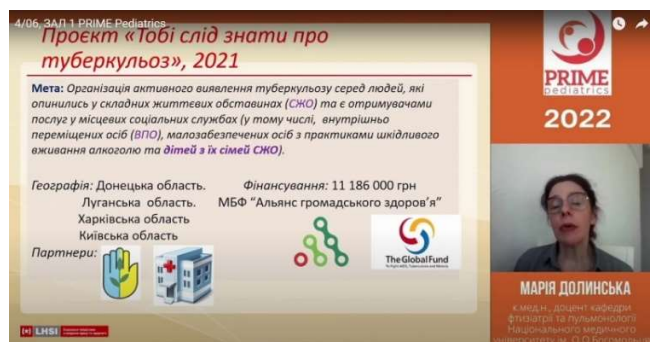 4/06, ЗАЛ 1 PRIME Pediatrics
Проєкт «Тобі слід знати про
туберкульоз», 2021
Мета: Організація активного виявлення туберкульозу серед людей, які
опинились у складних життєвих обставинах (СЖО) та є отримувачами
послуг у місцевих соціальних службах (у тому числі, внутрішньо
переміщених осіб (ВПО), малозабезпечених осіб з практиками шкідливого
вживання алкоголю та дітей з їх сімей СЖО).
Географія: Донецька область.
Луганська область.
Харківська область
Київська область
Фінансування: 11 186 000 грн
МБФ “Альянс громадського здоров'я”
Партнери:
The Global Fund
LHSI
PRIME
pediatrics
2022
МАРІЯ ДОЛИНСЬКА
к.мед.н., доцент кафедри
фтизіатрії та пульмонології
Національного медичного
університету ім. О.О.Богомольця